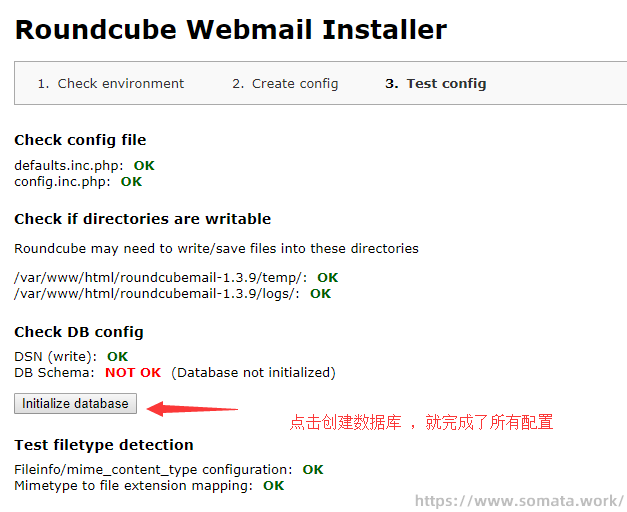 Roundcube Webmail Installer
1. Check environment 2. Create config 3. Test config
Check config file
defaults.inc.php: OK
config.inc.php: OK
Check if directories are writable
Roundcube may need to write/save files into these directories
/var/www/html/roundcubemail-1.3.9/temp/: OK
/var/www/html/roundcubemail-1.3.9/logs/: OK
Check DB config
DSN (write): OK
DB Schema: NOT OK (Database not initialized)
Initialize database
点击创建数据库 ，就完成了所有配置
Test filetype detection
Fileinfo/mime_content_type configuration: OK
Mimetype to file extension mapping: OK
https://www.somata.work/